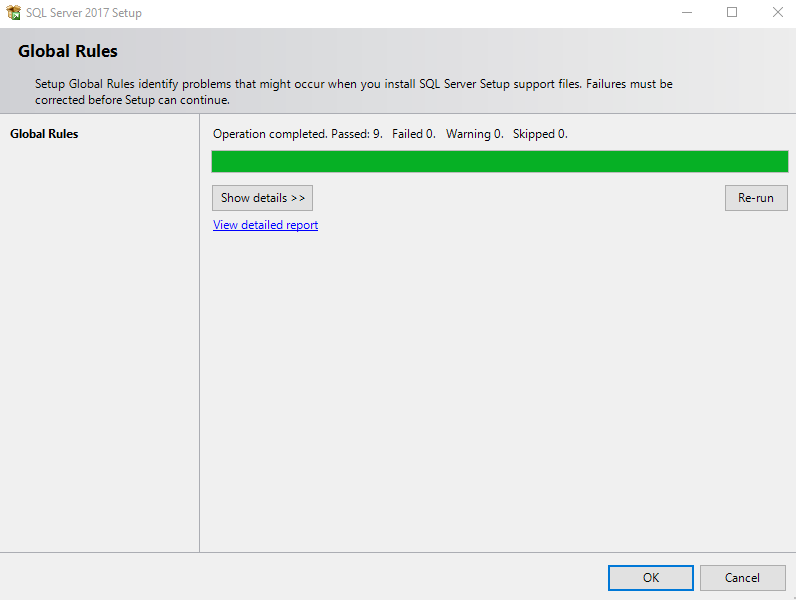 SQL Server 2017 Setup
Global Rules
Setup Global Rules identify problems that might occur when you install SQL Server Setup support files. Failures must be
corrected before Setup can continue.
Global Rules
Operation completed. Passed: 9.   Failed 0.   Warning 0.   Skipped 0.
Show details >>
Re-run
View detailed report
OK
Cancel